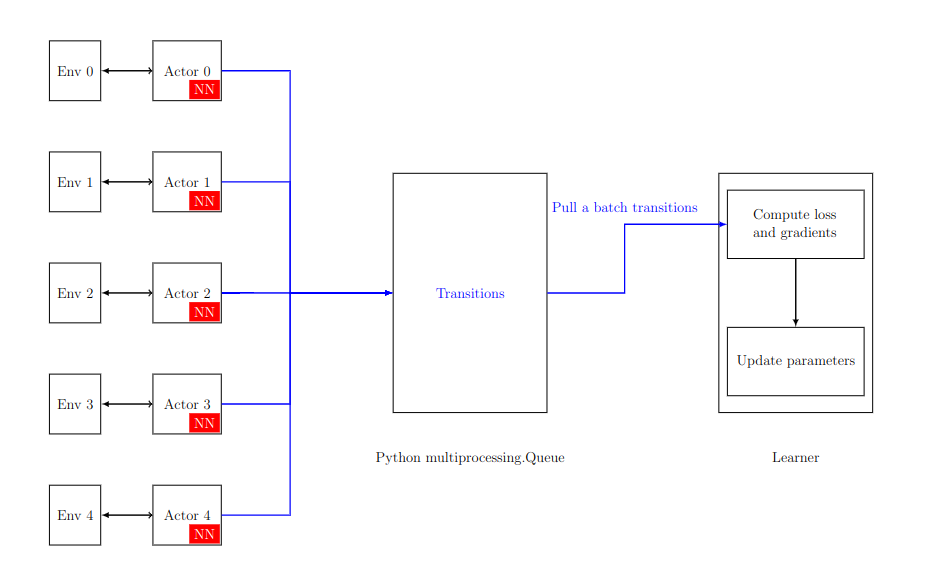 Env 0
Actor 0
NN
Env 1
Actor 1
NN
Env 2
Actor 2
NN
Env 3
Actor 3
NN
Env 4
Actor 4
NN
Transitions
Python multiprocessing.Queue
Pull a batch transitions
Compute loss
and gradients
Update parameters
Learner